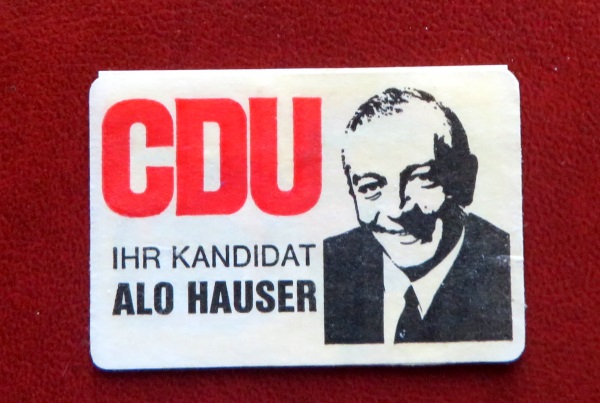 CDU
IHR KANDIDAT
ALO HAUSER